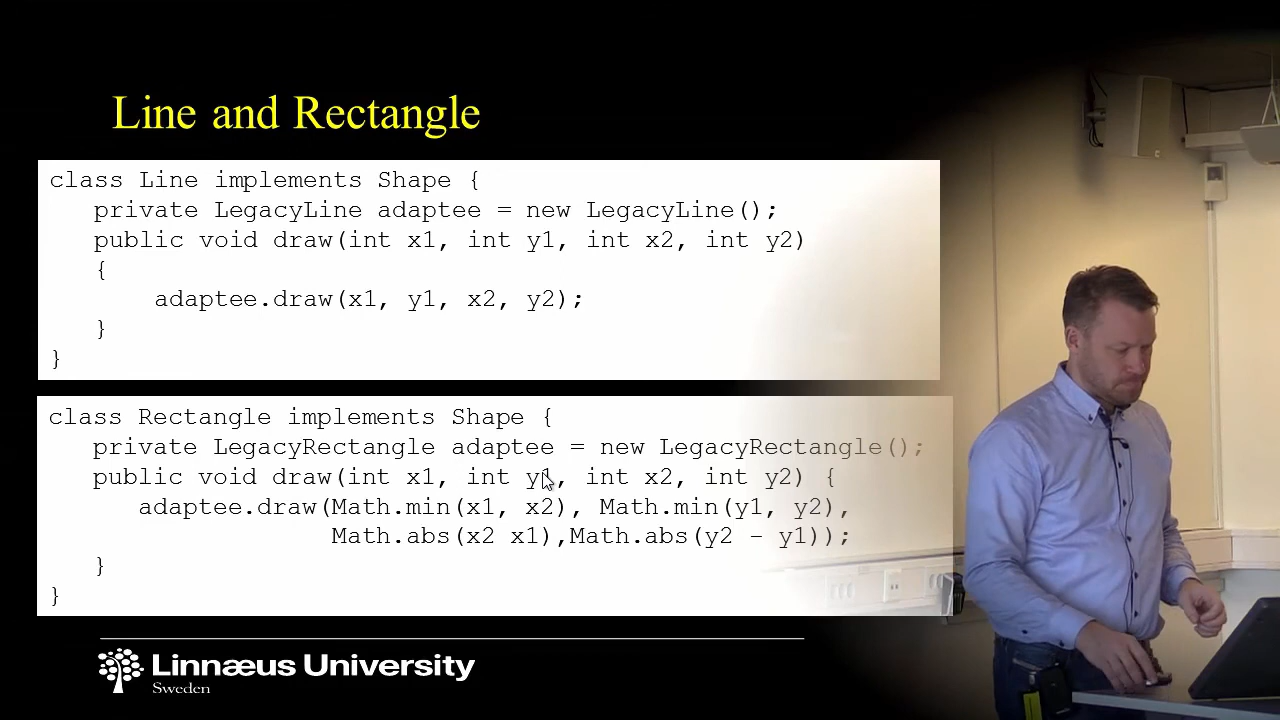 Line and Rectangle
class Line implements Shape {
private LegacyLine adaptee = new LegacyLine();
public void draw(int x1, int y1, int x2, int y2)
{
adaptee.draw(x1, y1, x2, y2);
}
}
class Rectangle implements Shape {
private LegacyRectangle adaptee = new LegacyRectangle();
public void draw(int x1, int y1, int x2, int y2) {
adaptee.draw(Math.min(x1, x2), Math.min(y1, y2),
Math.abs(x2 x1),Math.abs(y2 – y1));
}
}
Linnæus University
Sweden